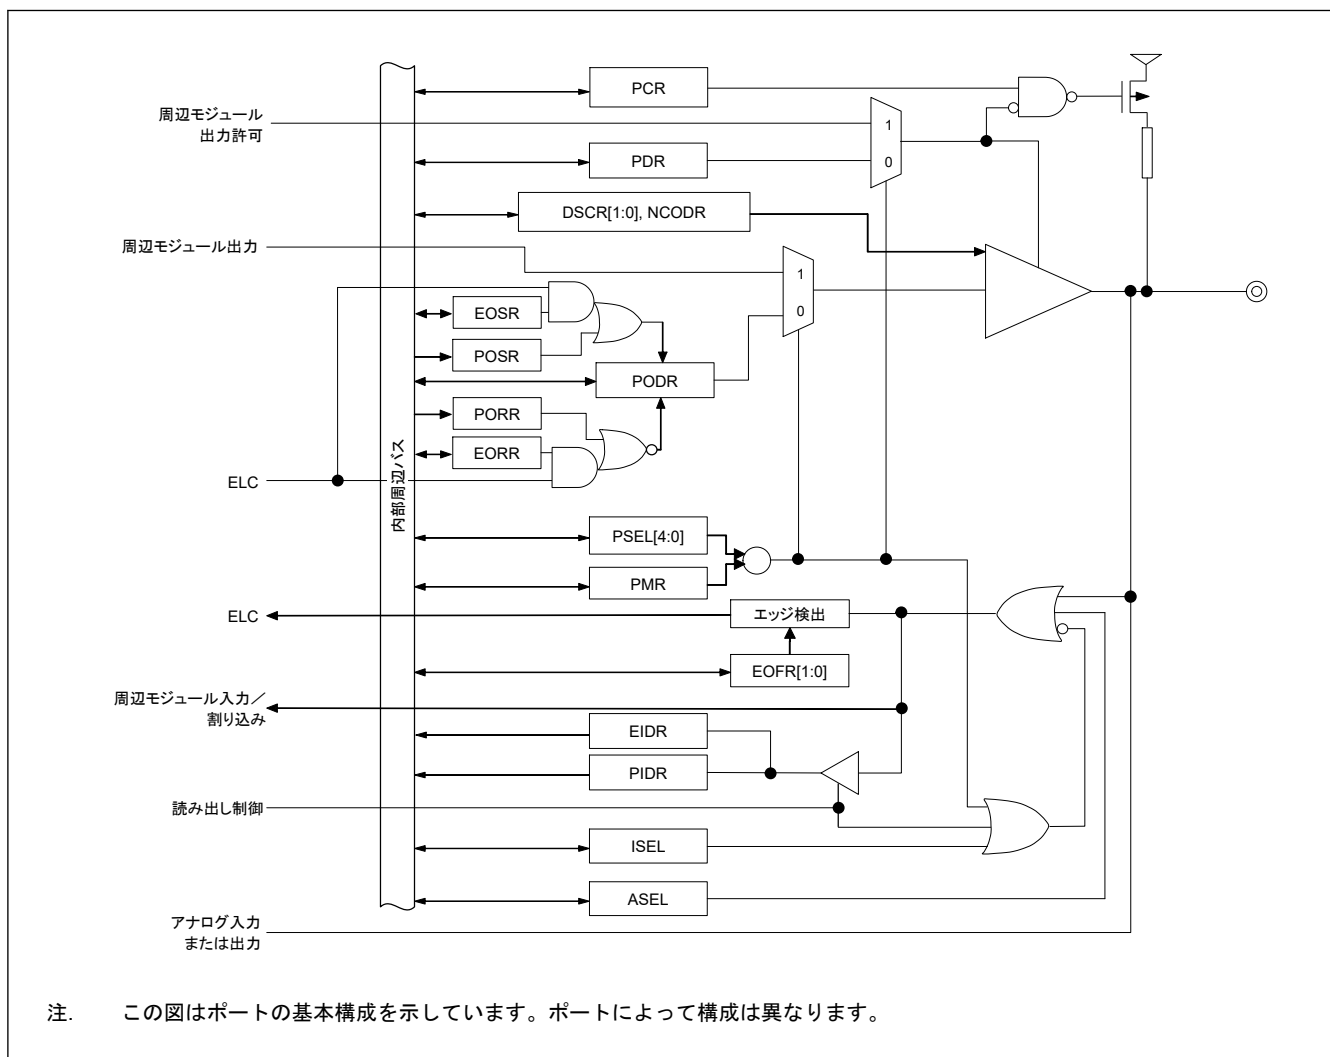 PCR
周辺モジュール
出力許可
1
PDR
0
DSCR[1:0], NCODR
周辺モジュール出力
1
EOSR
0
POSR
PODR
PORR
EORR
ELC
内部周辺バス
PSEL[4:0]
PMR
ELC
エッジ検出
EOFR[1:0]
周辺モジュール入力／
割り込み
EIDR
PIDR
読み出し制御
ISEL
ASEL
アナログ入力
または出力
注. この図はポートの基本構成を示しています。ポートによって構成は異なります。